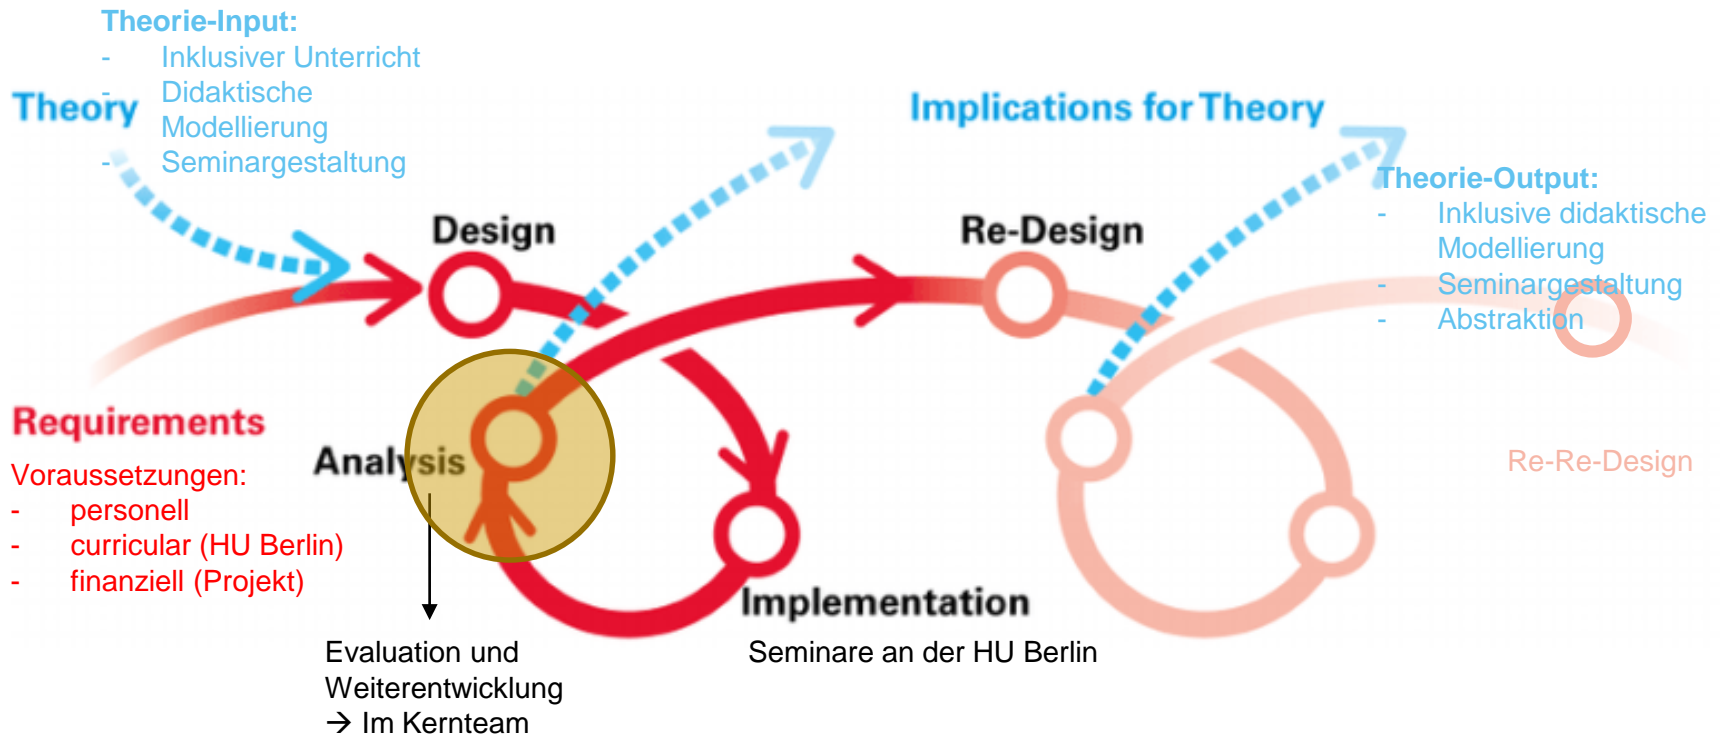 Theorie-Input:
- Inklusiver Unterricht
- Didaktische
Modellierung
- Seminargestaltung
Theory
Implications for Theory
Theorie-Output:
- Inklusive didaktische
Modellierung
- Seminargestaltung
- Abstraktion
Design
Re-Design
Requirements
Voraussetzungen:
- personell
- curricular (HU Berlin)
- finanziell (Projekt)
Analysis
Re-Re-Design
Implementation
Seminare an der HU Berlin
Evaluation und
Weiterentwicklung
→ Im Kernteam